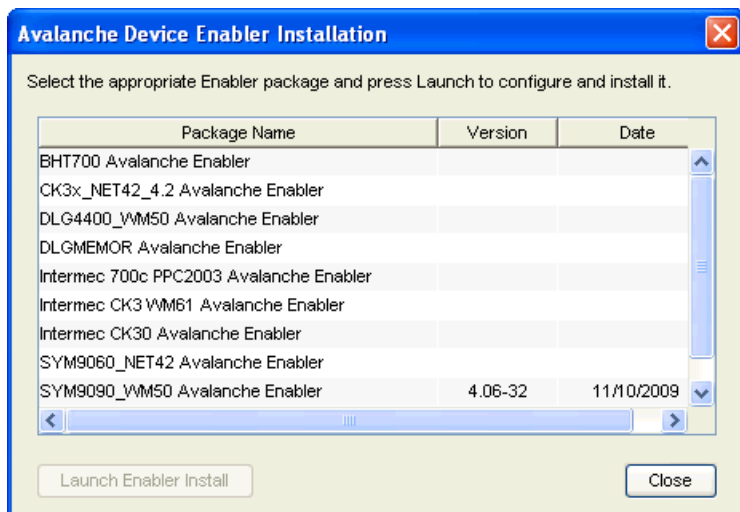 Avalanche Device Enabler Installation
Select the appropriate Enabler package and press Launch to configure and install it.
Package Name Version Date
BHT700 Avalanche Enabler
CK3x_NET42_4.2 Avalanche Enabler
DLG4400_WM50 Avalanche Enabler
DLGMEMOR Avalanche Enabler
Intermec 700c PPC2003 Avalanche Enabler
Intermec CK3 WM61 Avalanche Enabler
Intermec CK30 Avalanche Enabler
SYM9060_NET42 Avalanche Enabler
SYM9090_WM50 Avalanche Enabler 4.06-32 11/10/2009
Launch Enabler Install Close